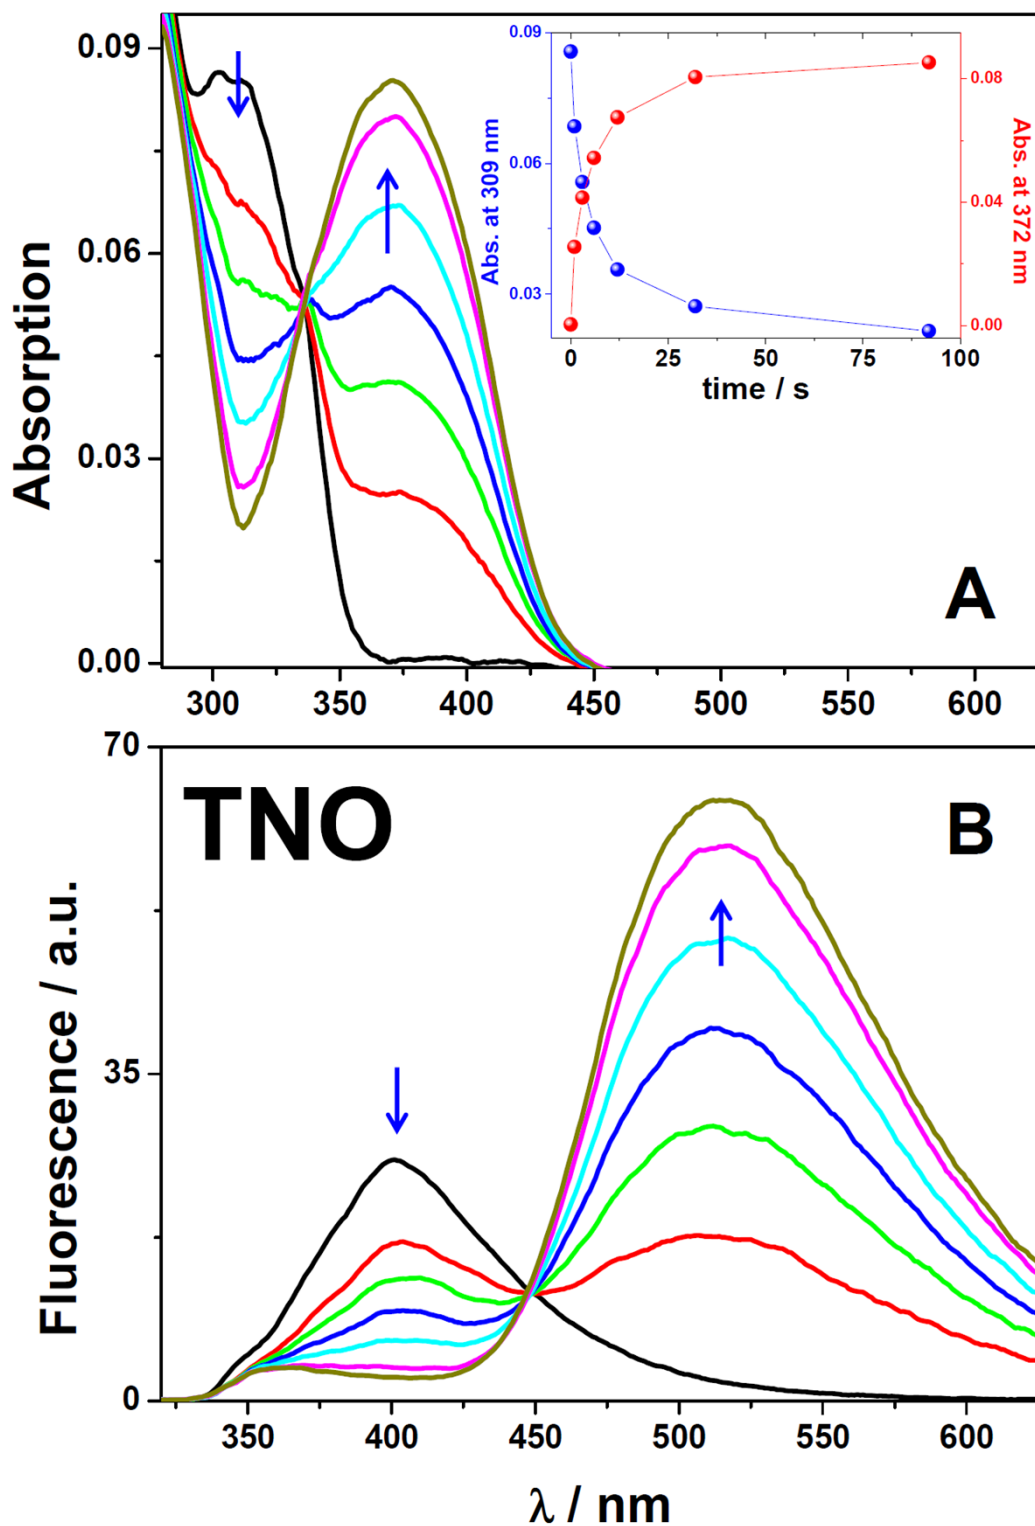 0.09
0.06
0.03
0.00
Absorption
300 350 400 450 500 550 600
A
0.09
0.06
0.03
Abs. at 309 nm
0.08
0.04
0.00
Abs. at 372 nm
0 25 50 75 100
time / s
70
35
0
Fluorescence / a.u.
TNO
B
350 400 450 500 550 600
λ / nm